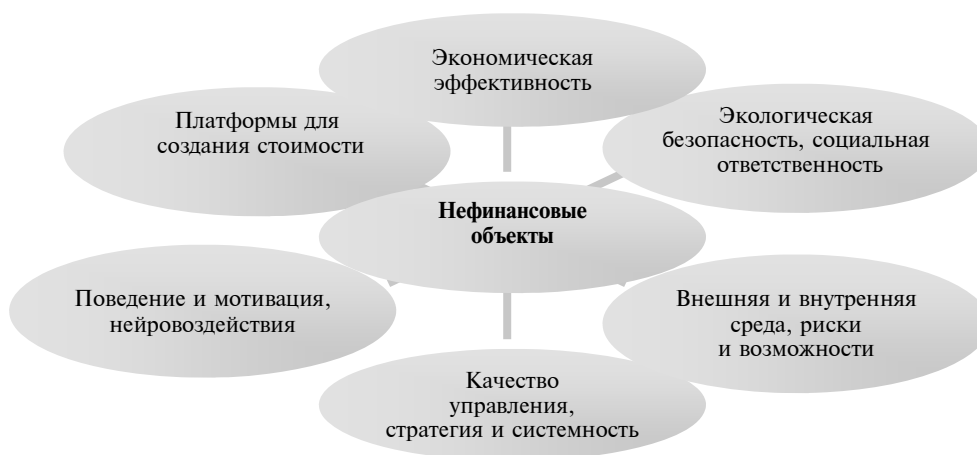 Экономическая
эффективность
Платформы для
создания стоимости
Экологическая
безопасность, социальная
ответственность
Нефинансовые
объекты
Поведение и мотивация,
нейровоздействия
Внешняя и внутренняя
среда, риски
и возможности
Качество
управления,
стратегия и системность